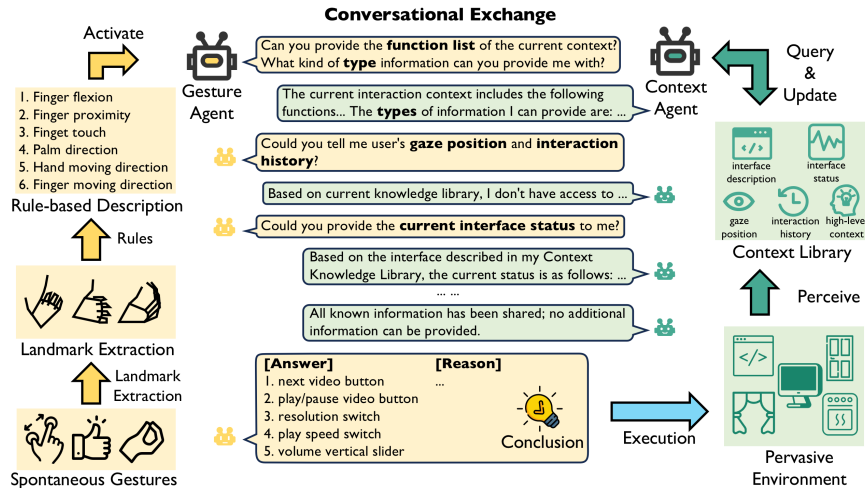 Conversational Exchange
Activate
Gesture
Agent
1. Finger flexion
2. Finger proximity
3. Finget touch
4. Palm direction
5. Hand moving direction
6. Finger moving direction
Rule-based Description
Rules
Landmark Extraction
Landmark
Extraction
Spontaneous Gestures
Can you provide the function list of the current context?
What kind of type information can you provide me with?
The current interaction context includes the following
functions... The types of information I can provide are: ...
Could you tell me user's gaze position and interaction
history?
Based on current knowledge library, I don't have access to ...
Could you provide the current interface status to me?
Based on the interface described in my Context
Knowledge Library, the current status is as follows: ...
... ...
All known information has been shared; no additional
information can be provided.
[Answer]
1. next video button
2. play/pause video button
3. resolution switch
4. play speed switch
5. volume vertical slider
[Reason]
...
Conclusion
Execution
Context
Agent
Query
&
Update
</>
interface
description
interface
status
gaze
position
interaction
history
high-leve
context
Context Library
Perceive
</>
Pervasive
Environment